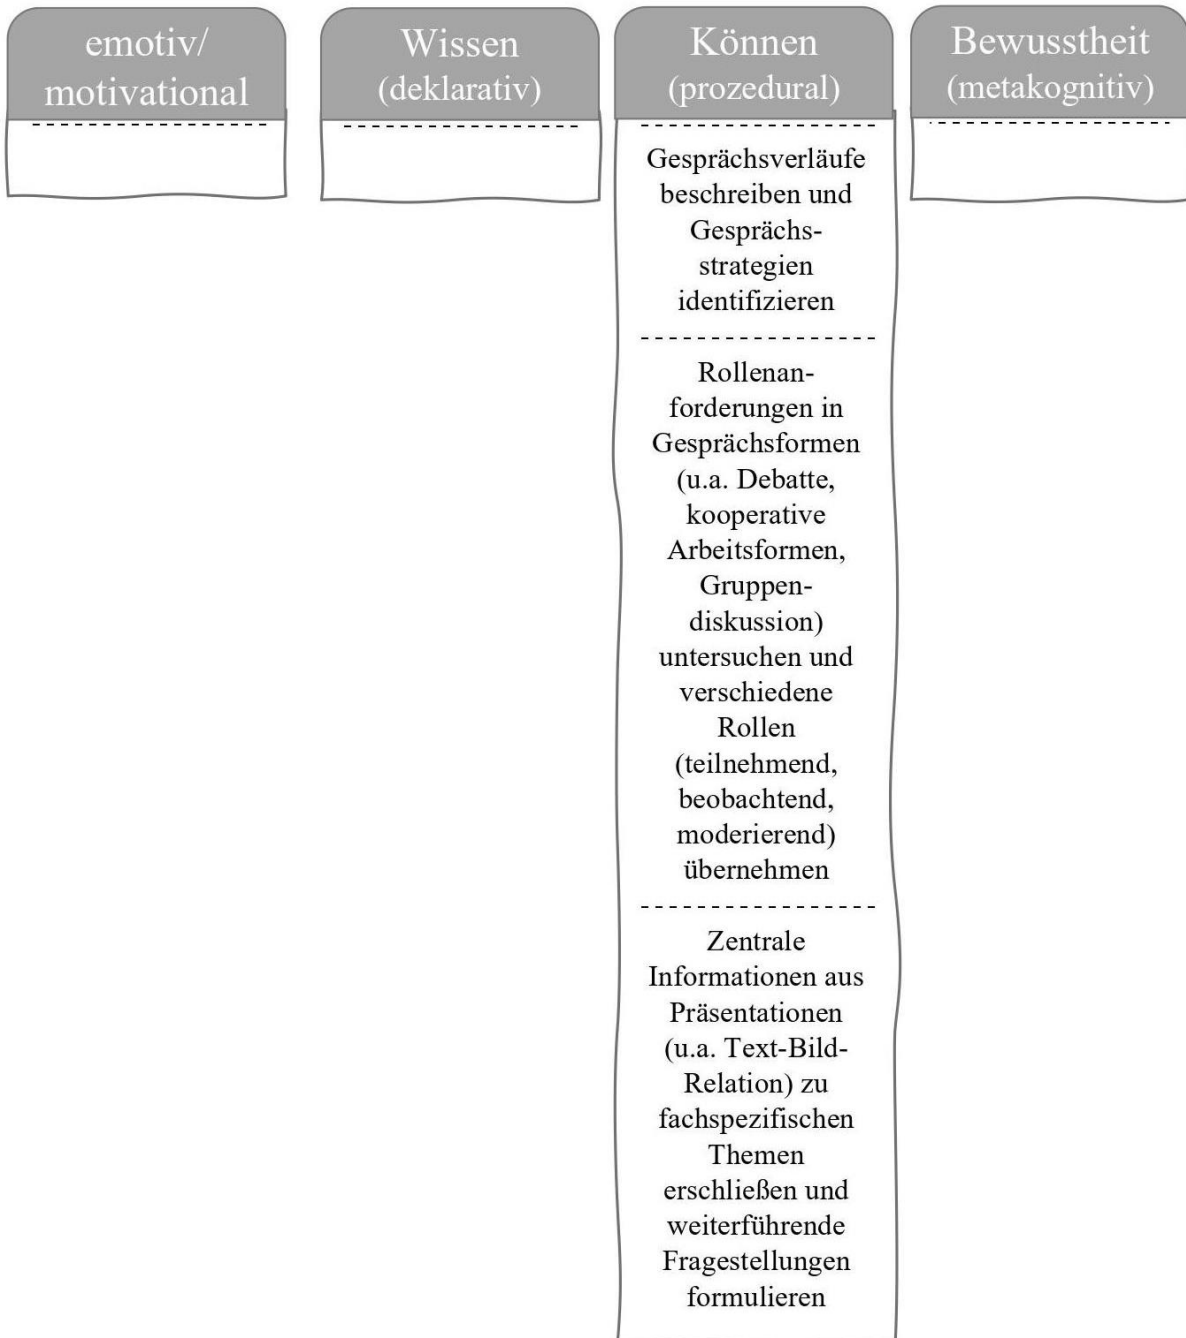 emotiv/
motivational
Wissen
(deklarativ)
Können
(prozedural)
Bewusstheit
(metakognitiv)
Gesprächsverläufe
beschreiben und
Gesprächs-
strategien
identifizieren
Rollenan-
forderungen in
Gesprächsformen
(u.a. Debatte,
kooperative
Arbeitsformen,
Gruppen-
diskussion)
untersuchen und
verschiedene
Rollen
(teilnehmend,
beobachtend,
moderierend)
übernehmen
Zentrale
Informationen aus
Präsentationen
(u.a. Text-Bild-
Relation) zu
fachspezifischen
Themen
erschließen und
weiterführende
Fragestellungen
formulieren